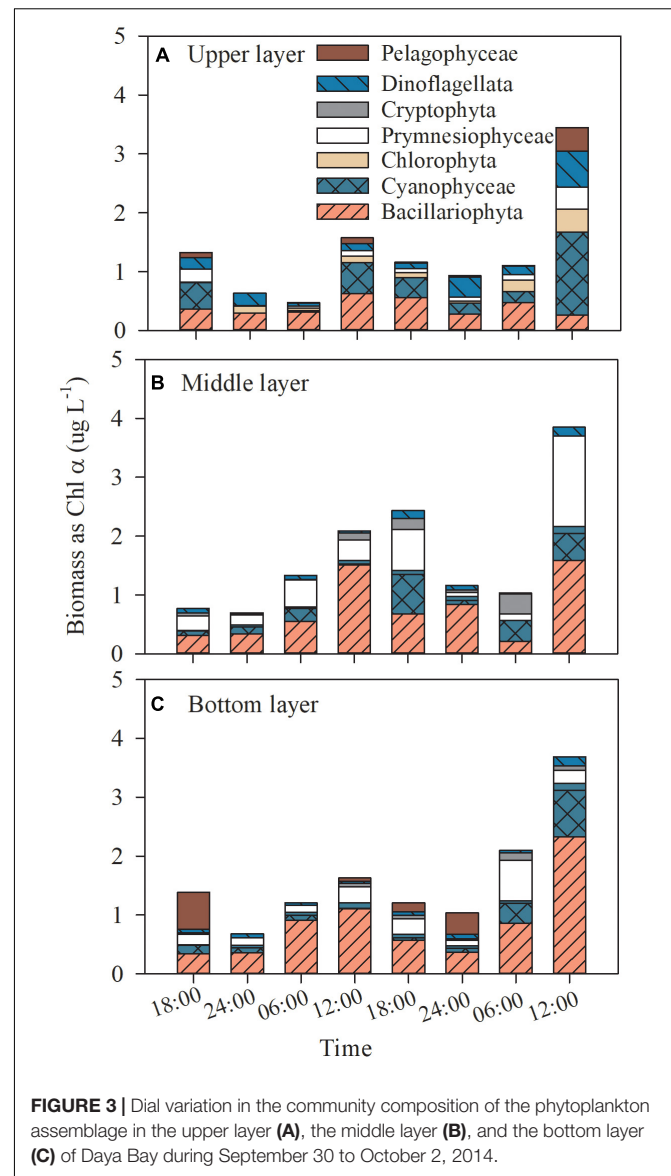 5
A Upper layer
Pelagophyceae
Dinoflagellata
Cryptophyta
Prymnesiophyceae
Chlorophyta
Cyanophyceae
Bacillariophyta
4
3
2
1
0
5
B Middle layer
4
3
2
1
0
Biomass as Chl α (ug L-1)
5
C Bottom layer
4
3
2
1
0
18:00 24:00 06:00 12:00 18:00 24:00 06:00 12:00
Time
FIGURE 3 | Dial variation in the community composition of the phytoplankton
assemblage in the upper layer (A), the middle layer (B), and the bottom layer
(C) of Daya Bay during September 30 to October 2, 2014.